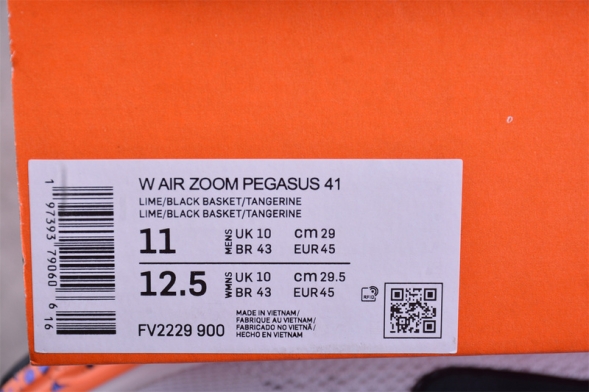 W AIR ZOOM PEGASUS 41
LIME/BLACK BASKET/TANGERINE
LIME/BLACK BASKET/TANGERINE
11 MENS UK 10 cm 29
BR 43 EUR 45
12.5 WMNS UK 10 cm 29.5
BR 43 EUR 45
FV2229 900
MADE IN VIETNAM/
FABRIQUE AU VIETNAM/
FABRICADO NO VIETNÃ/
HECHO EN VIETNAM
RFID
1 97393 79060 6 16